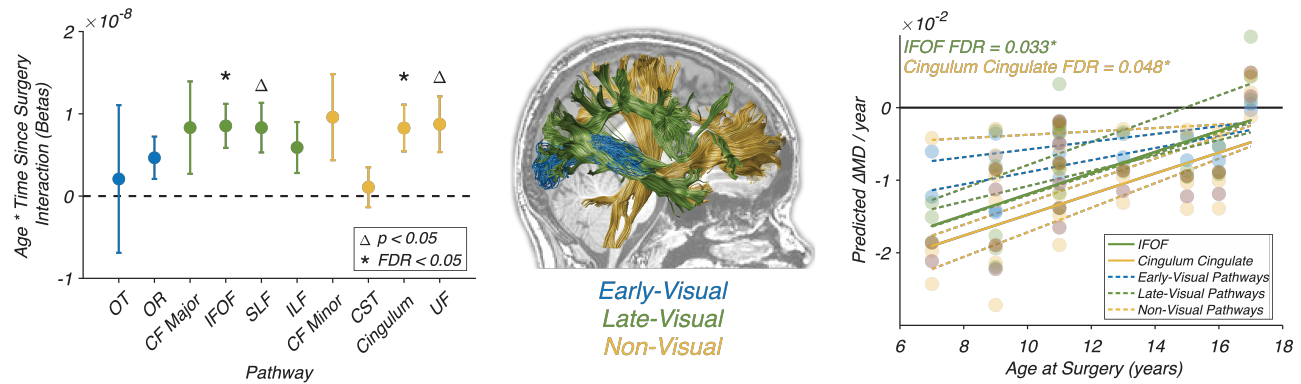 ×10⁻⁸
2
1
0
-1
Age * Time Since Surgery
Interaction (Betas)
*
Δ
*
Δ
Δ p < 0.05
* FDR < 0.05
OT
OR
CF Major
IFOF
SLF
ILF
CF Minor
CST
Cingulum
UF
Pathway
Early-Visual
Late-Visual
Non-Visual
×10⁻²
IFOF FDR = 0.033*
Cingulum Cingulate FDR = 0.048*
0
-1
-2
Predicted ΔMD / year
IFOF
Cingulum Cingulate
Early-Visual Pathways
Late-Visual Pathways
Non-Visual Pathways
6 8 10 12 14 16 18
Age at Surgery (years)